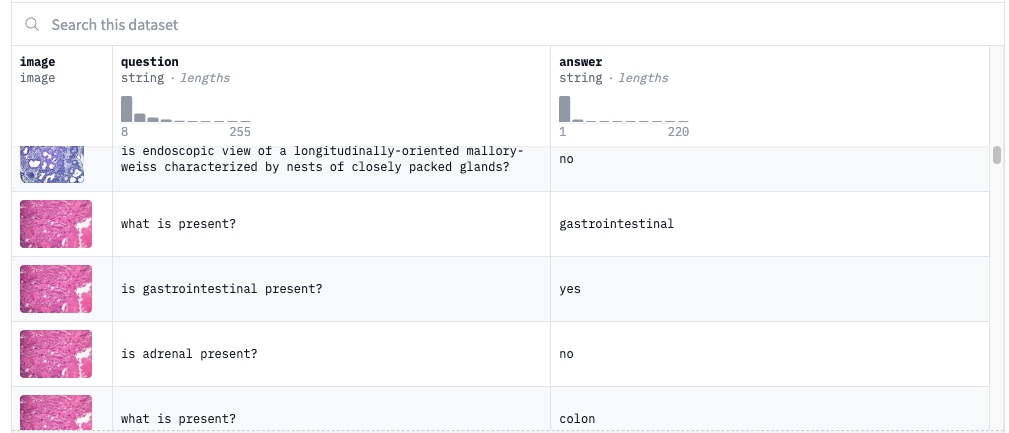 Search this dataset
image
image
question
string · lengths
8
255
answer
string · lengths
1
220
is endoscopic view of a longitudinally-oriented mallory-
weiss characterized by nests of closely packed glands?
no
what is present?
gastrointestinal
is gastrointestinal present?
yes
is adrenal present?
no
what is present?
colon